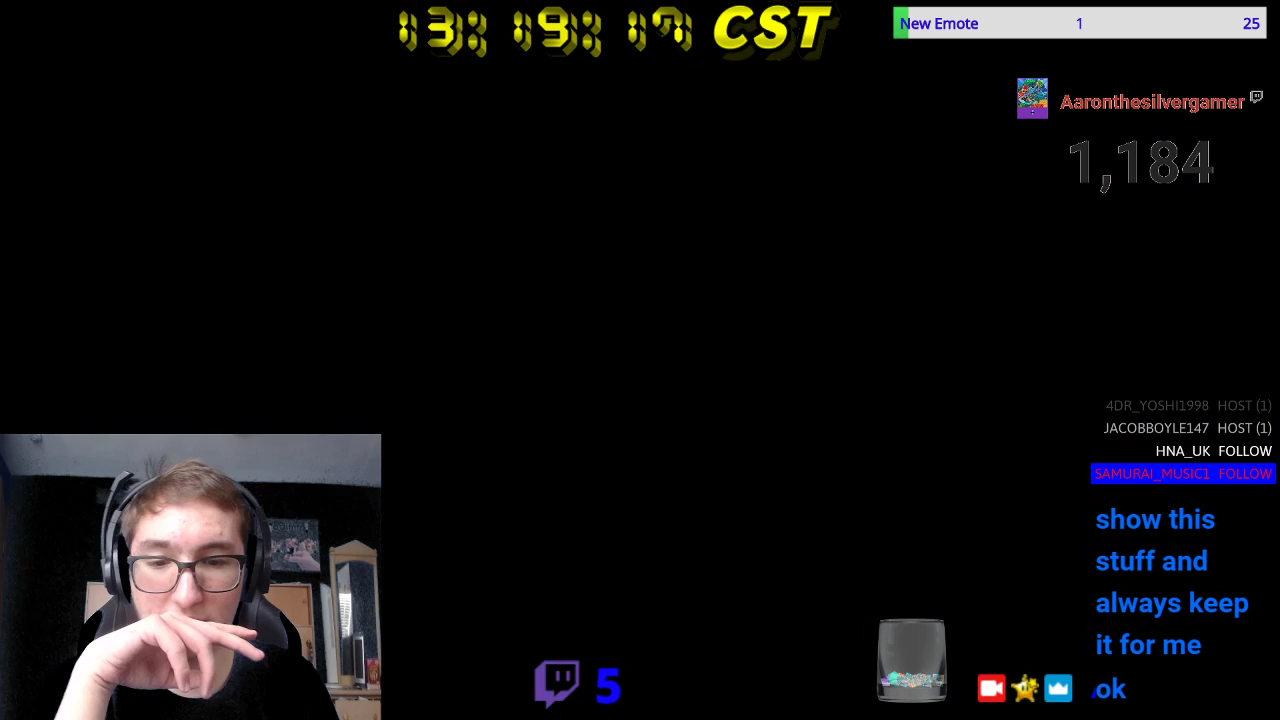 13:19:17 CST
New Emote 1 25
Aaronthesilvergamer
1,184
4DR_YOSHI1998 HOST (1)
JACOBBOYLE147 HOST (1)
HNA_UK FOLLOW
SAMURAI_MUSIC1 FOLLOW
show this
stuff and
always keep
it for me
ok
5